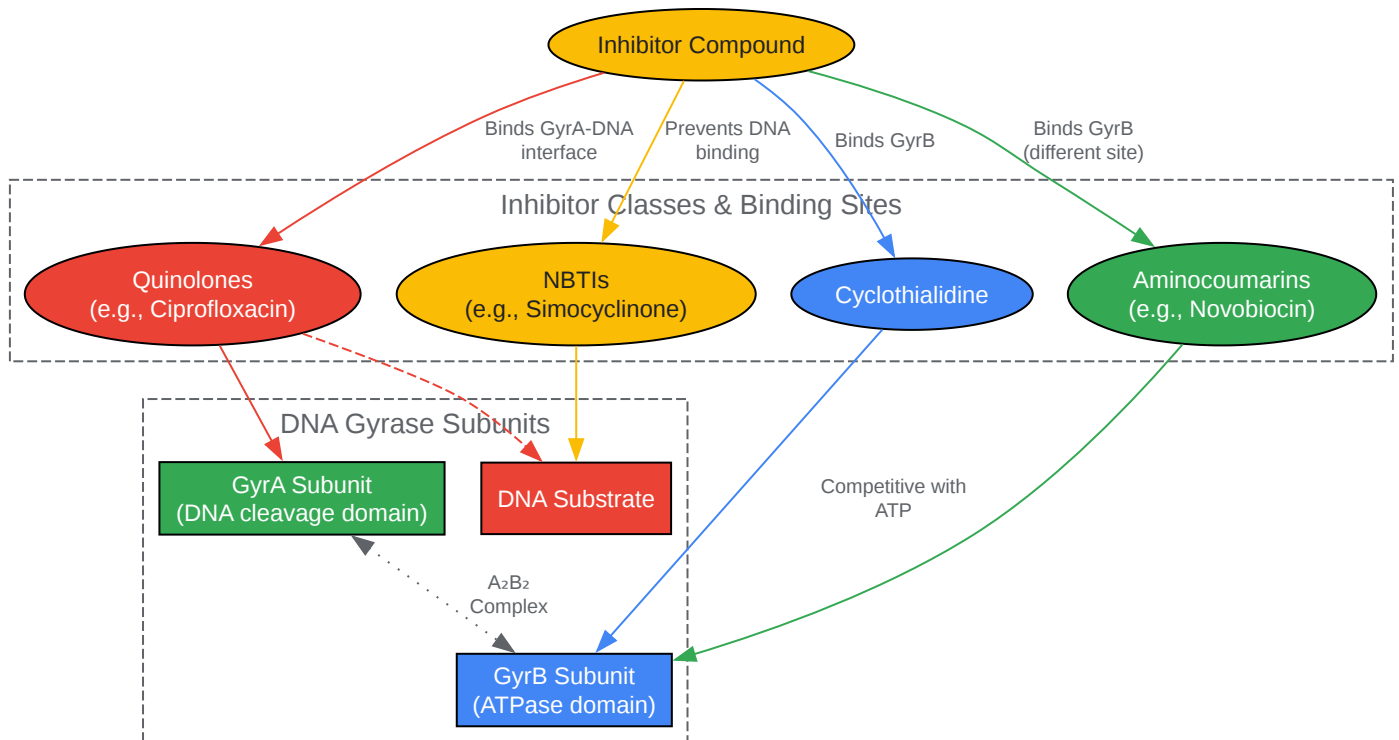 Inhibitor Compound
Binds GyrA-DNA
interface
Prevents DNA
binding
Binds GyrB
Binds GyrB
(different site)
Inhibitor Classes & Binding Sites
Quinolones
(e.g., Ciprofloxacin)
NBTIs
(e.g., Simocyclinone)
Cyclothialidine
Aminocoumarins
(e.g., Novobiocin)
DNA Gyrase Subunits
GyrA Subunit
(DNA cleavage domain)
DNA Substrate
Competitive with
ATP
A₂B₂
Complex
GyrB Subunit
(ATPase domain)